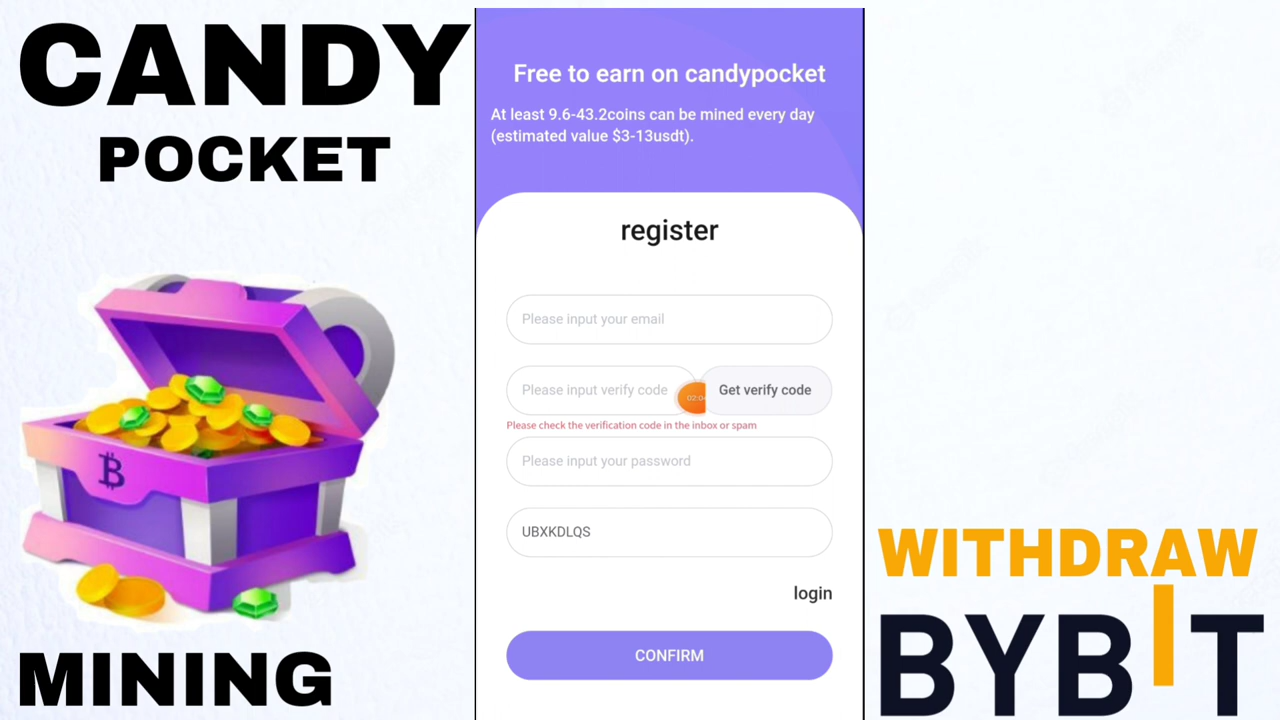 CANDY
POCKET
MINING
Free to earn on candypocket
At least 9.6-43.2coins can be mined every day
(estimated value $3-13usdt).
register
Please input your email
Please input verify code
Get verify code
Please check the verification code in the inbox or spam
Please input your password
UBXKDLQS
login
CONFIRM
WITHDRAW
BYBIT